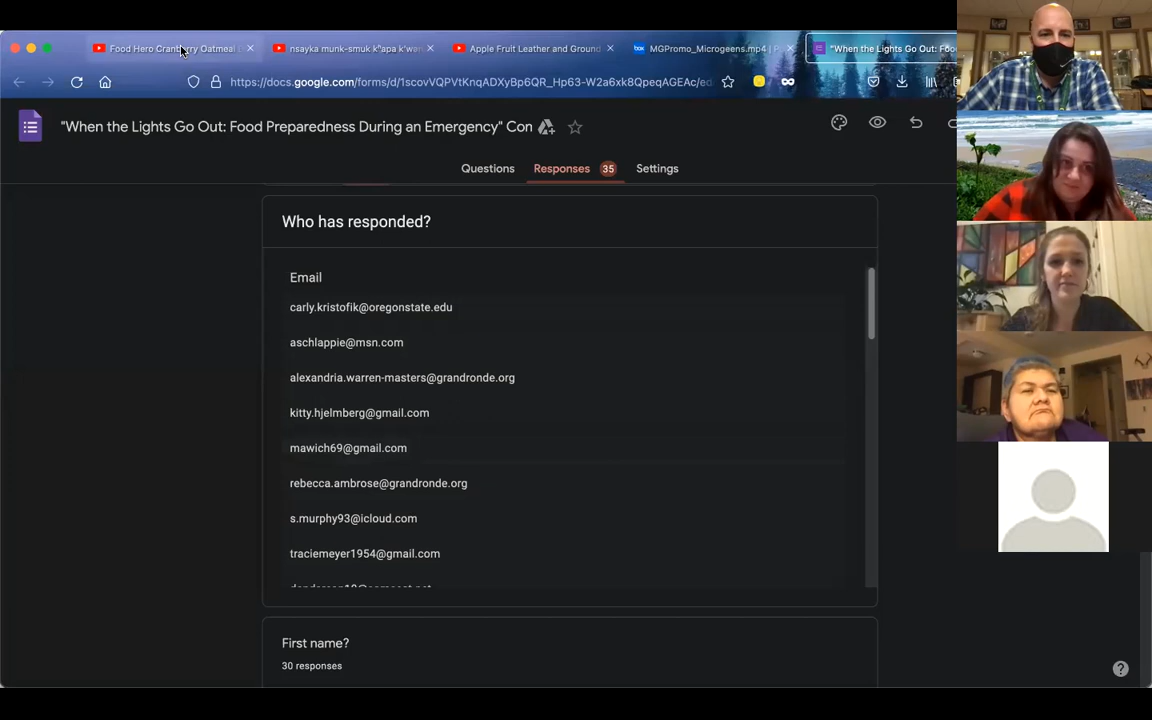 Food Hero Cranberry Oatmeal
nsayka munk-smuk kʰapa k'wa
Apple Fruit Leather and Ground
box MGPromo_Microgeens.mp4 | P
"When the Lights Go Out: Foo
https://docs.google.com/forms/d/1scovVQPVtKnqADXyBp6QR_Hp63-W2a6xk8QpeqAGEAc/ed
"When the Lights Go Out: Food Preparedness During an Emergency" Con
Questions
Responses 35
Settings
Who has responded?
Email
carly.kristofik@oregonstate.edu
aschlappie@msn.com
alexandria.warren-masters@grandronde.org
kitty.hjelmberg@gmail.com
mawich69@gmail.com
rebecca.ambrose@grandronde.org
s.murphy93@icloud.com
traciemeyer1954@gmail.com
First name?
30 responses